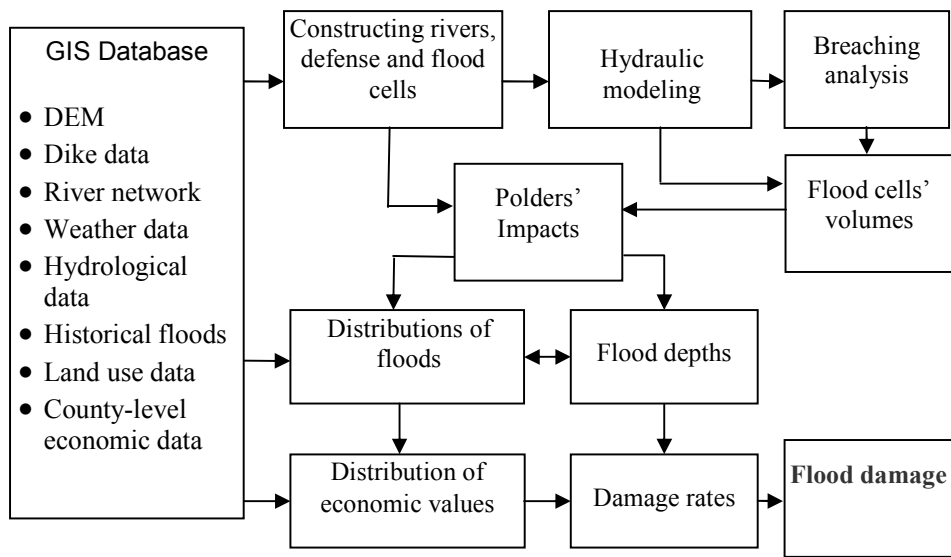 GIS Database
• DEM
• Dike data
• River network
• Weather data
• Hydrological
data
• Historical floods
• Land use data
• County-level
economic data
Constructing rivers,
defense and flood
cells
Hydraulic
modeling
Breaching
analysis
Polders’
Impacts
Flood cells’
volumes
Distributions of
floods
Flood depths
Distribution of
economic values
Damage rates
Flood damage